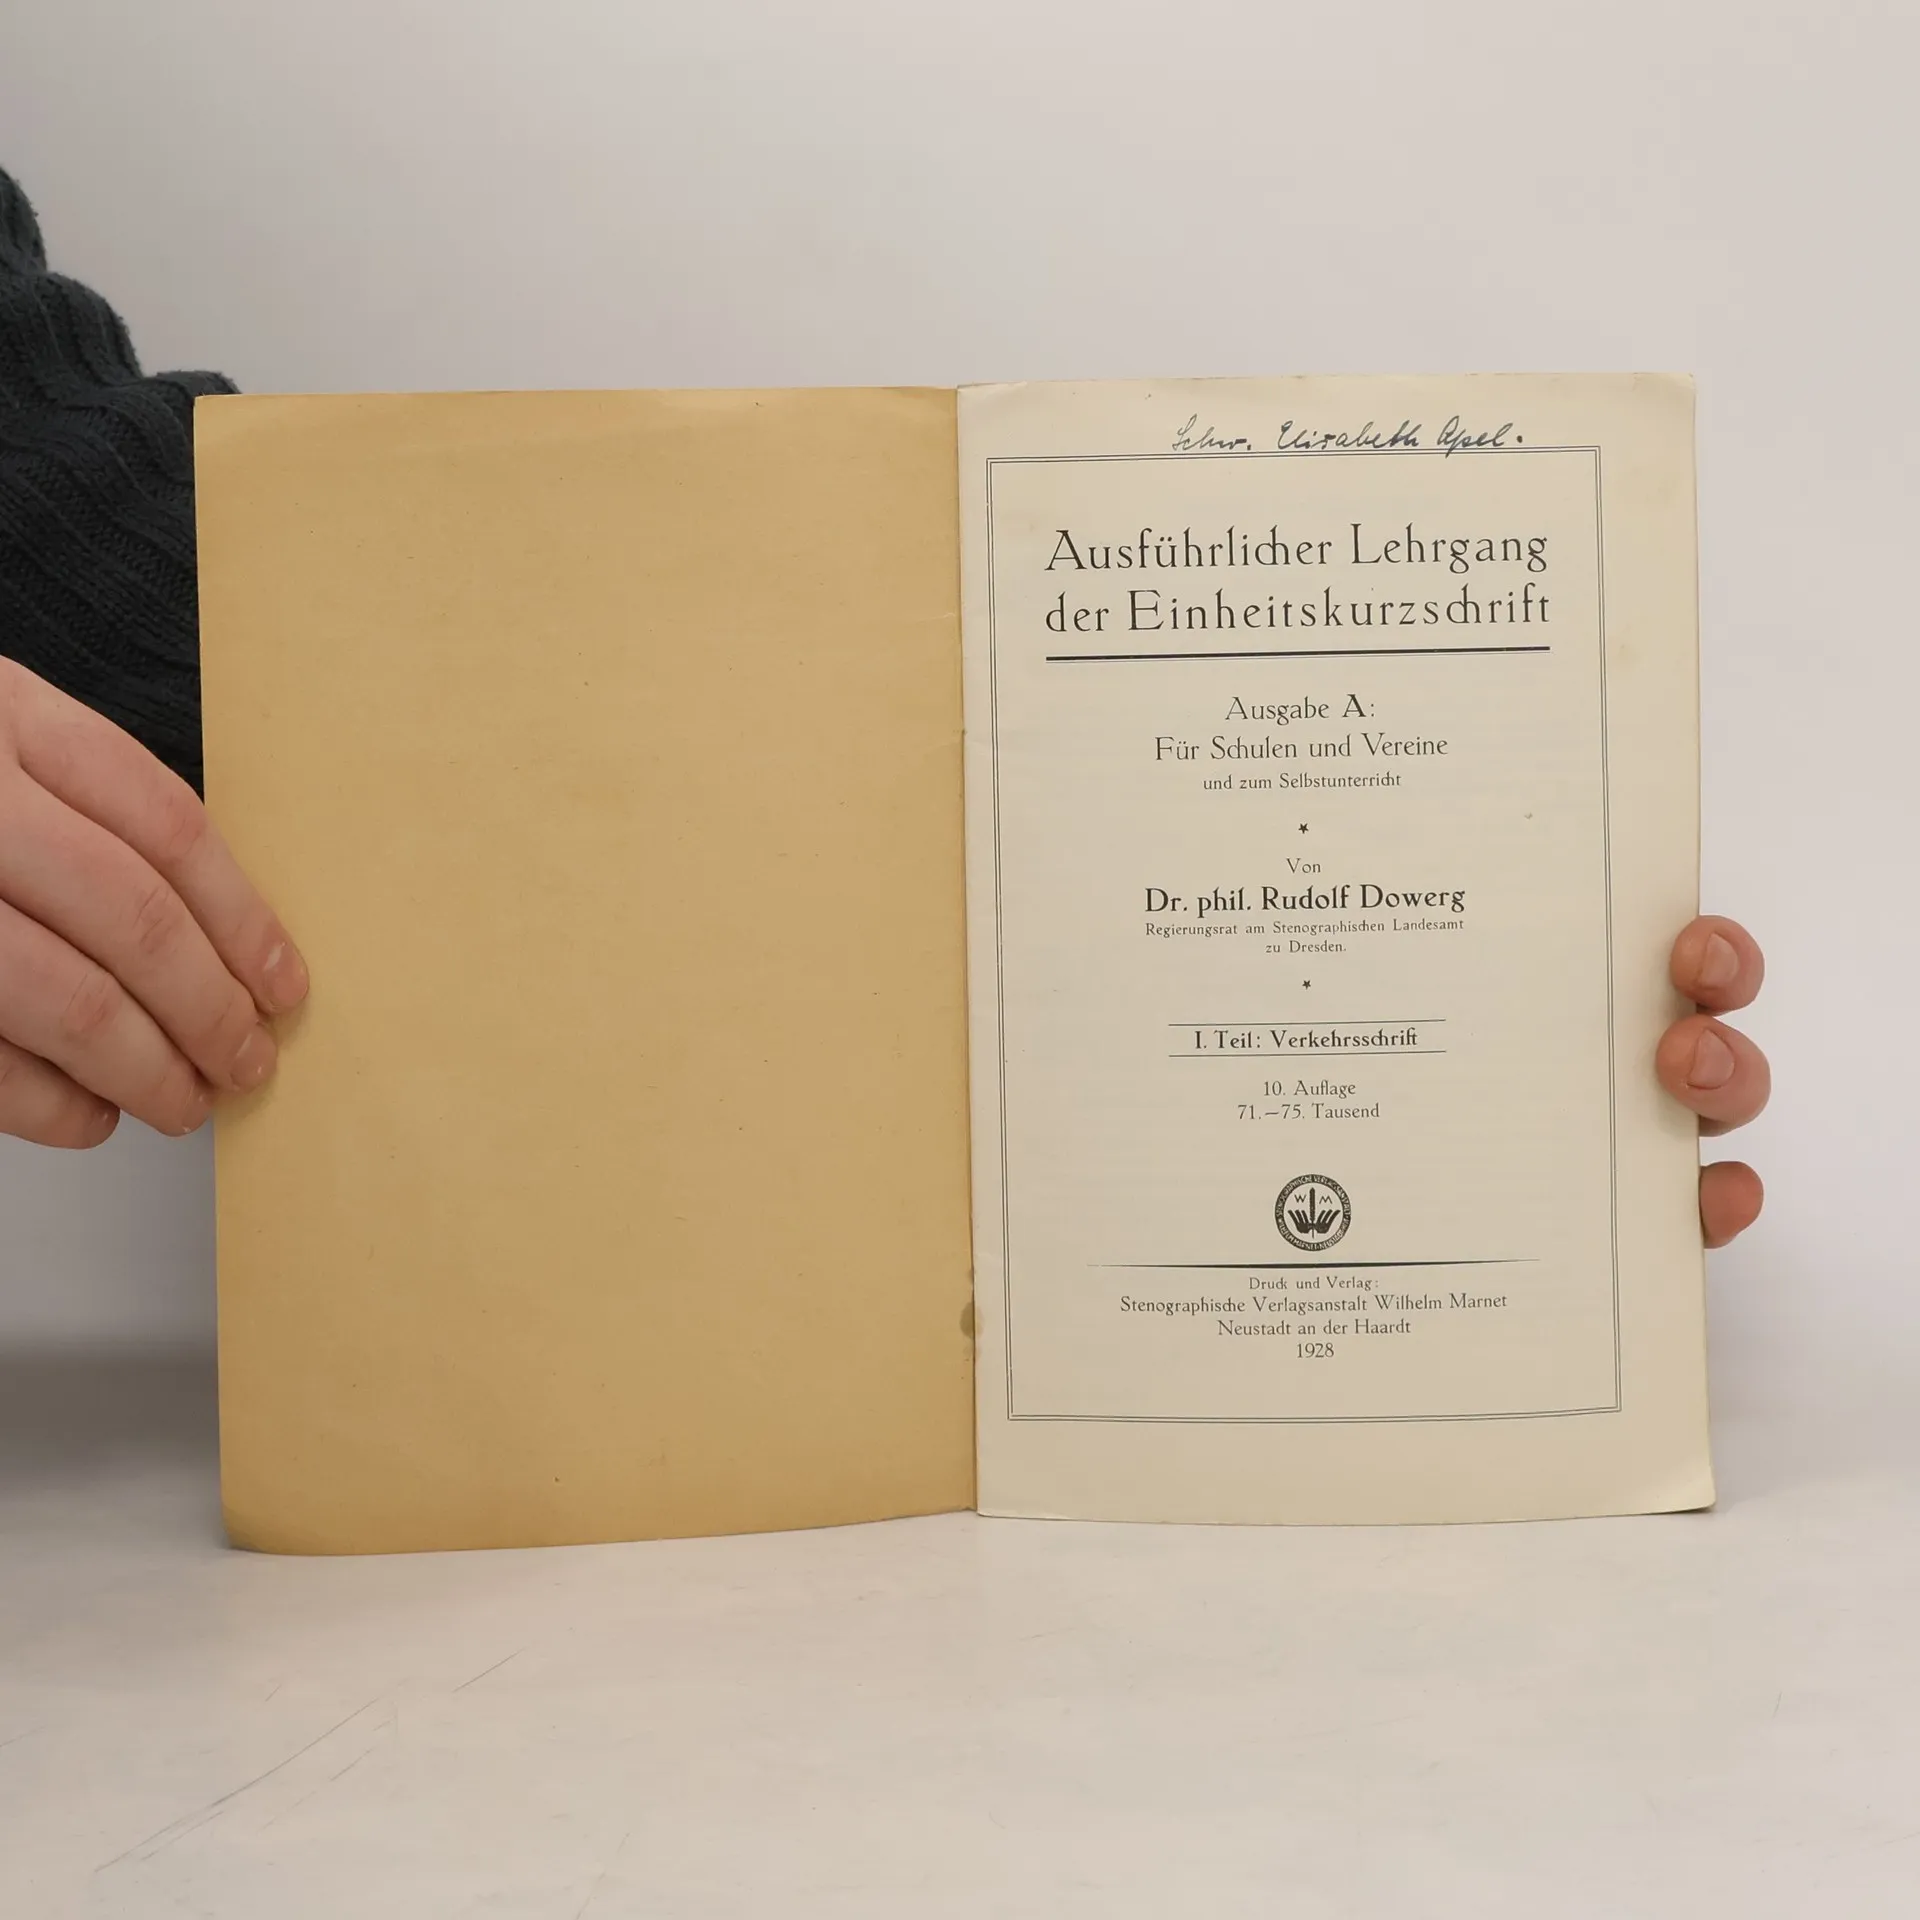 Schw. Elisabeth Apel.
Ausführlicher Lehrgang
der Einheitskurzschrift
Ausgabe A:
Für Schulen und Vereine
und zum Selbstunterricht
Von
Dr. phil. Rudolf Dowerg
Regierungsrat am Stenographischen Landesamt
zu Dresden.
I. Teil: Verkehrsschrift
10. Auflage
71.—75. Tausend
W M
Druck und Verlag:
Stenographische Verlagsanstalt Wilhelm Marnet
Neustadt an der Haardt
1928